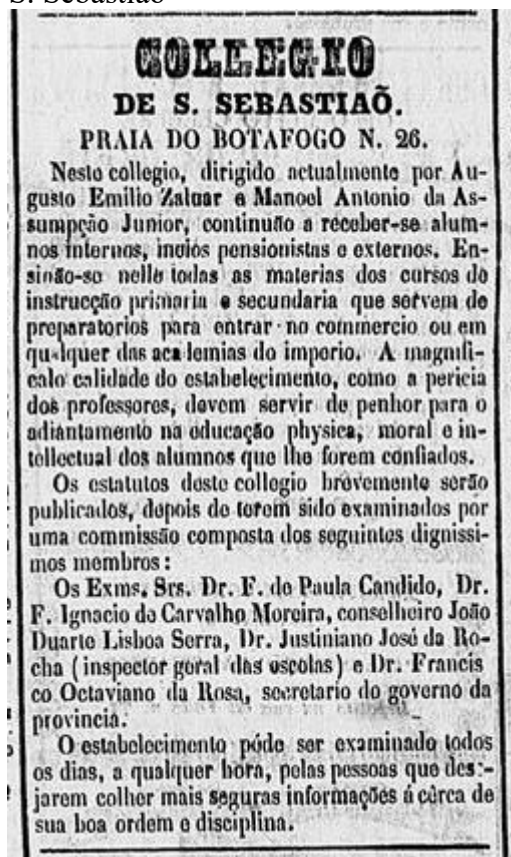 S. Sebastião
COLLEGIO
DE S. SEBASTIAÕ.
PRAIA DO BOTAFOGO N. 26.
Neste collegio, dirigido actualmente por Au-
gusto Emilio Zaluar e Manoel Antonio da As-
sumpção Junior, continuão a receber-se alum-
nos internos, meios pensionistas e externos. En-
sinão-se nelle todas as materias dos cursos de
instrucção primaria e secundaria que servem de
preparatorios para entrar no commercio ou em
qualquer das academias do imperio. A magnifi-
ca localidade do estabelecimento, como a pericia
dos professores, devem servir de penhor para o
adiantamento na educação physica, moral e in-
tellectual dos alumnos que lhe forem confiados.
Os estatutos deste collegio brevemente serão
publicados, depois de terem sido examinados por
uma commissão composta dos seguintes dignissi-
mos membros:
Os Exms. Srs. Dr. F. de Paula Candido, Dr.
F. Ignacio de Carvalho Moreira, conselheiro João
Duarte Lisboa Serra, Dr. Justiniano José da Ro-
cha (inspector geral das escolas) e Dr. Francis
co Octaviano da Rosa, secretario do governo da
provincia.
O estabelecimento póde ser examinado todos
os dias, a qualquer hora, pelas pessoas que dese-
jarem colher mais seguras informações á cêrca de
sua boa ordem e disciplina.